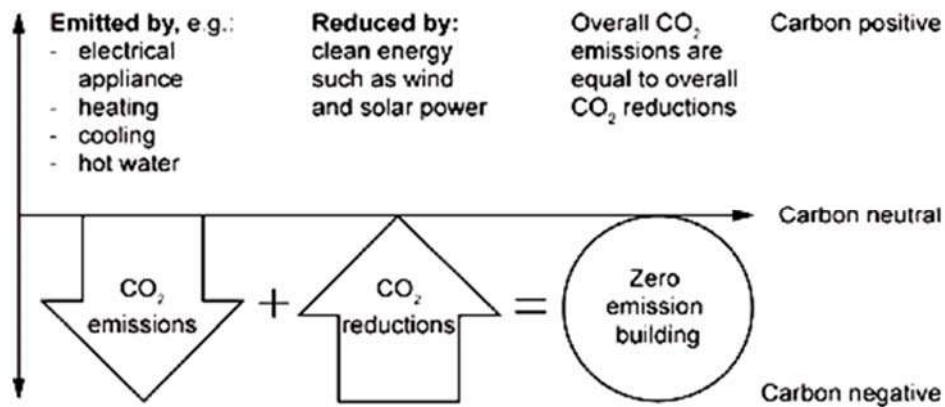 Emitted by, e.g.:
- electrical
appliance
- heating
- cooling
- hot water
Reduced by:
clean energy
such as wind
and solar power
Overall CO₂
emissions are
equal to overall
CO₂ reductions
Carbon positive
Carbon neutral
CO₂
emissions
+
CO₂
reductions
=
Zero
emission
building
Carbon negative